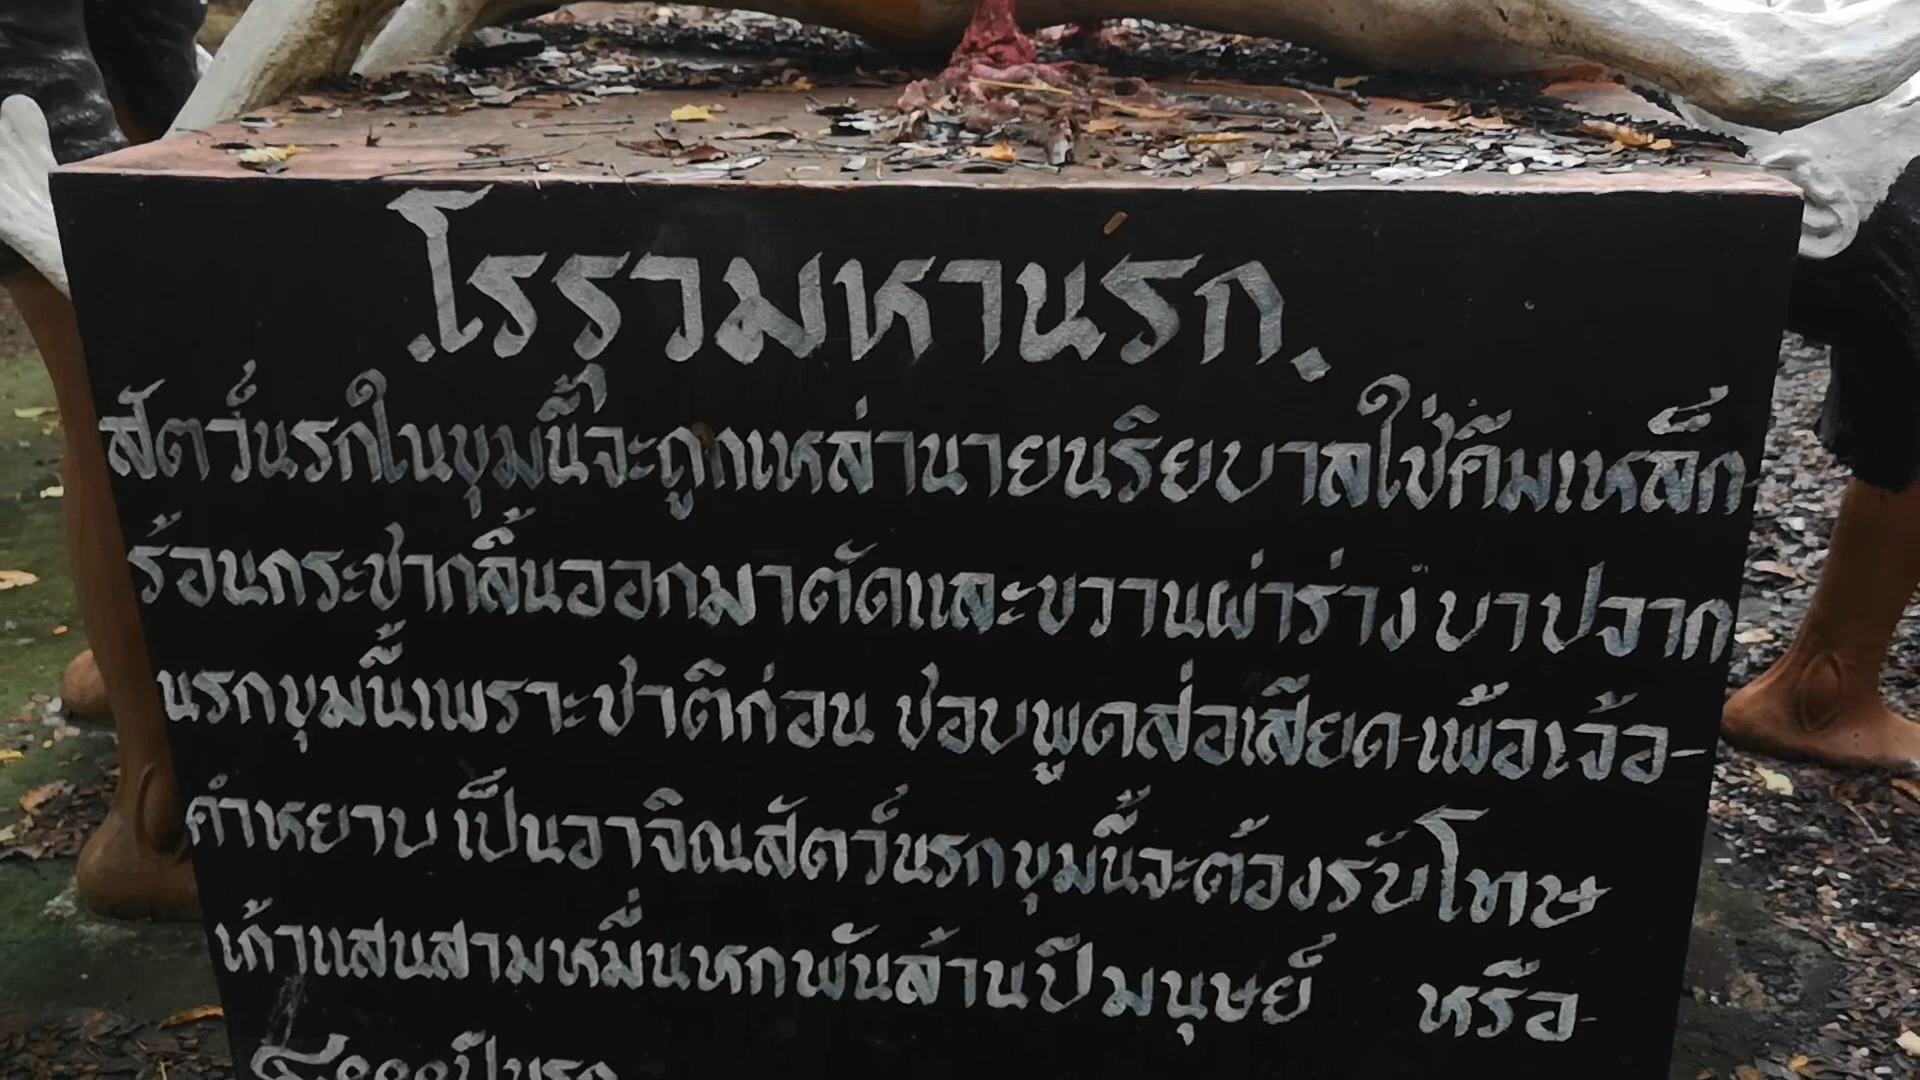 .โรรุวมหานรก.
สัตว์นรกในขุมนี้จะถูกเหล่านายนริยบาลใช้คีมเหล็ก-
ร้อนกระชากลิ้นออกมาตัดและขวานผ่าร่าง บาปจาก
นรกขุมนี้เพราะชาติก่อน ชอบพูดส่อเสียด-เพ้อเจ้อ-
คำหยาบ เป็นอาจิณสัตว์นรกขุมนี้จะต้องรับโทษ
เก้าแสนสามหมื่นหกพันล้านปีมนุษย์ หรือ-
๘,๐๐๐ปีนรก